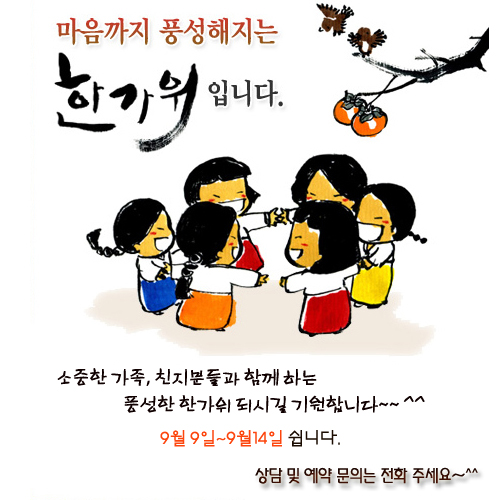 마음까지 풍성해지는
한가위 입니다.
소중한 가족, 친지분들과 함께 하는
풍성한 한가위 되시길 기원합니다~~ ^^
9월 9일~9월14일 쉽니다.
상담 및 예약 문의는 전화 주세요~^^